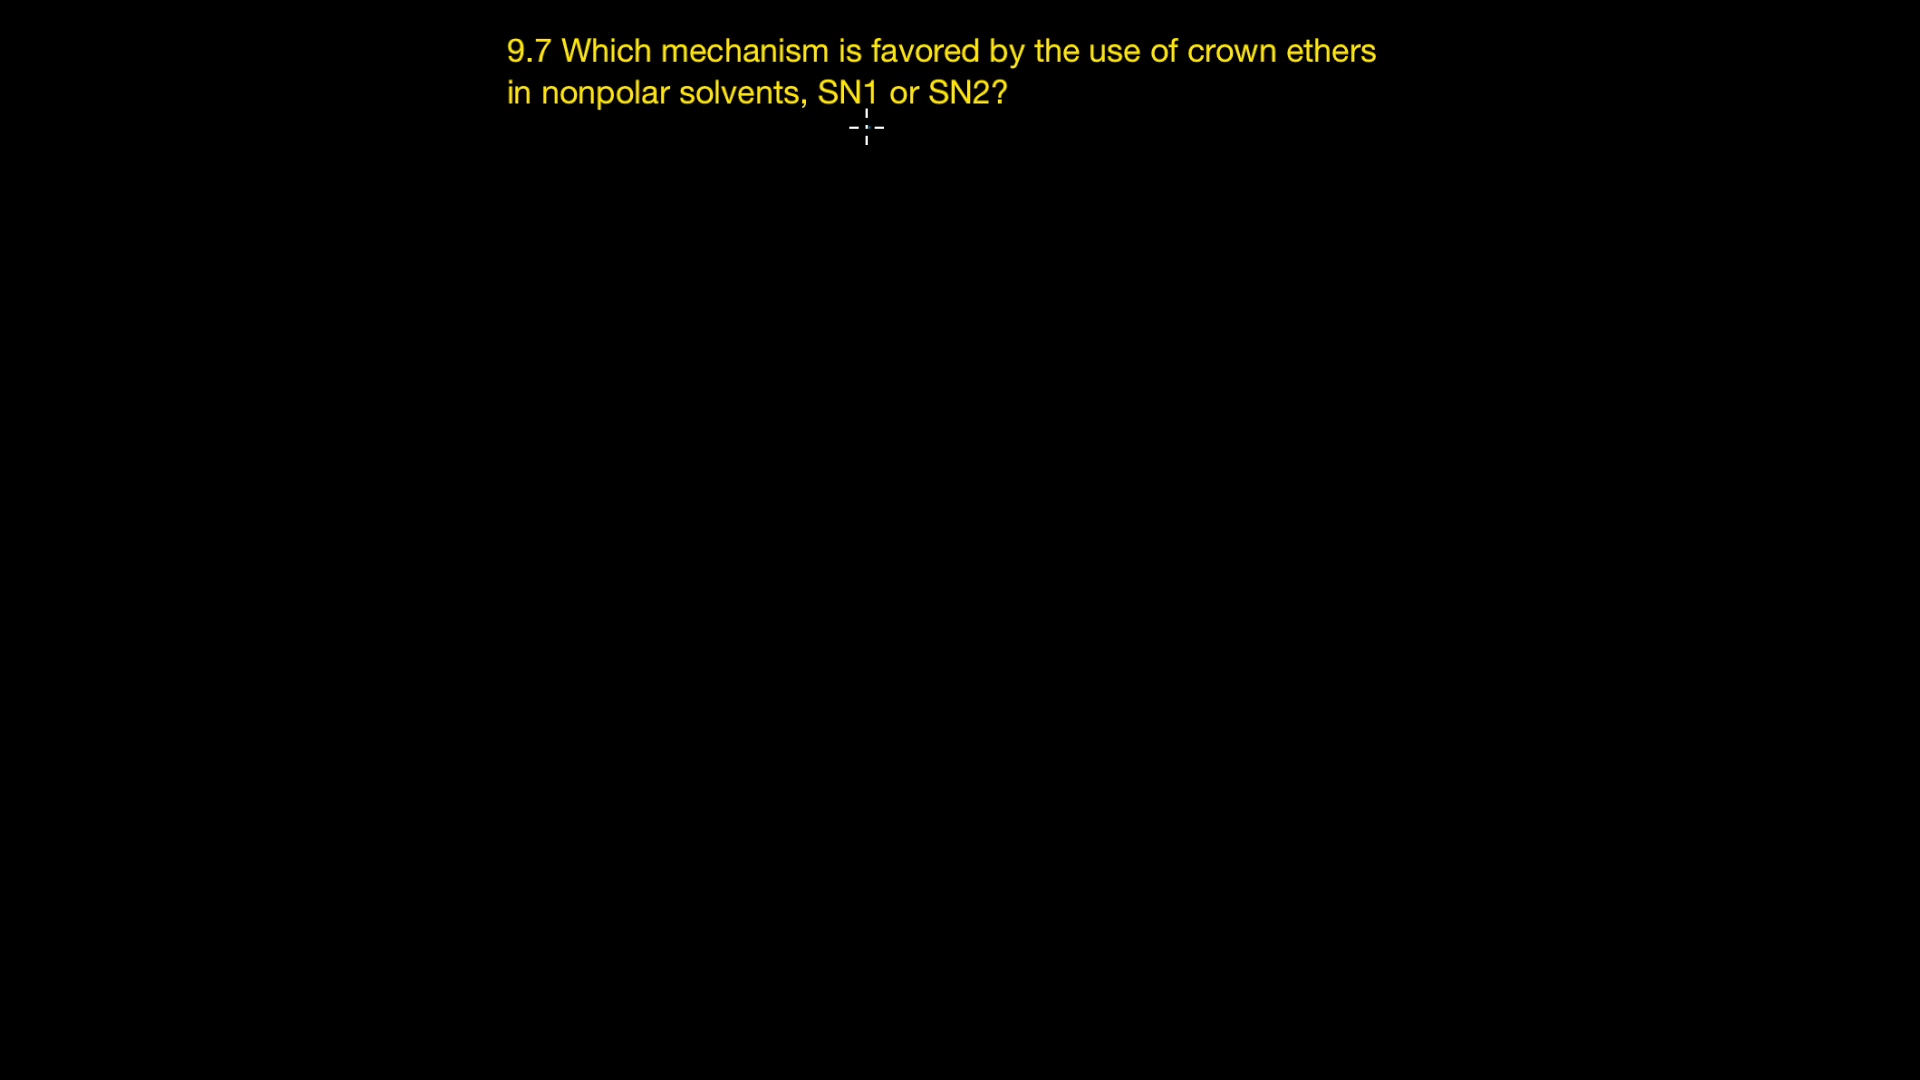 9.7 Which mechanism is favored by the use of crown ethers
in nonpolar solvents, SN1 or SN2?